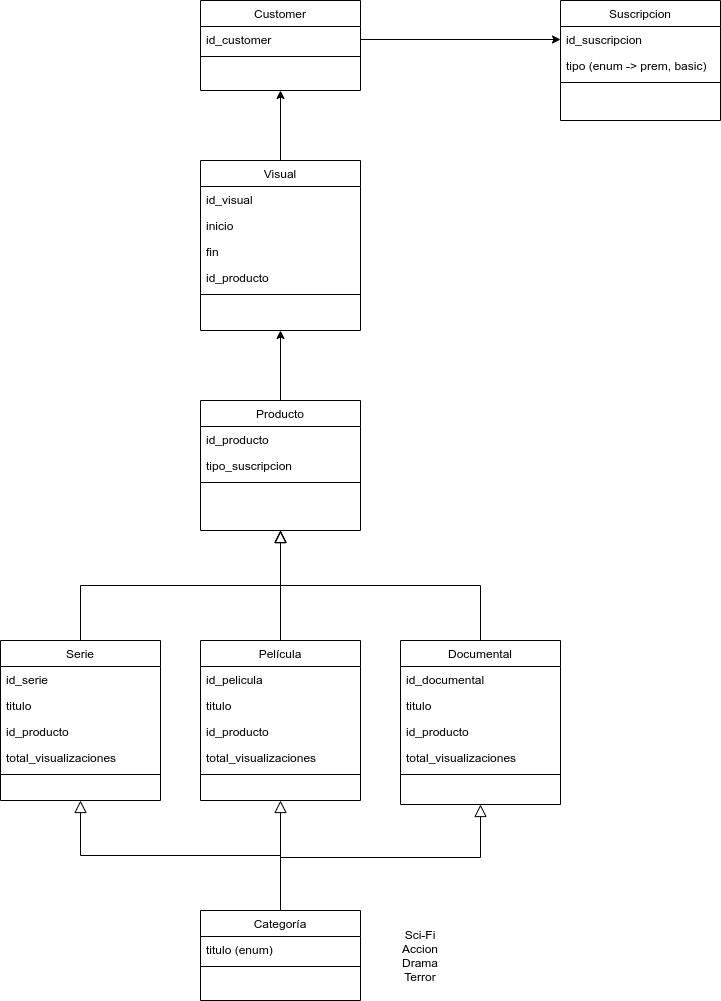 Customer
id_customer
Suscripcion
id_suscripcion
tipo (enum -> prem, basic)
Visual
id_visual
inicio
fin
id_producto
Producto
id_producto
tipo_suscripcion
Serie
id_serie
titulo
id_producto
total_visualizaciones
Película
id_pelicula
titulo
id_producto
total_visualizaciones
Documental
id_documental
titulo
id_producto
total_visualizaciones
Categoría
titulo (enum)
Sci-Fi
Accion
Drama
Terror